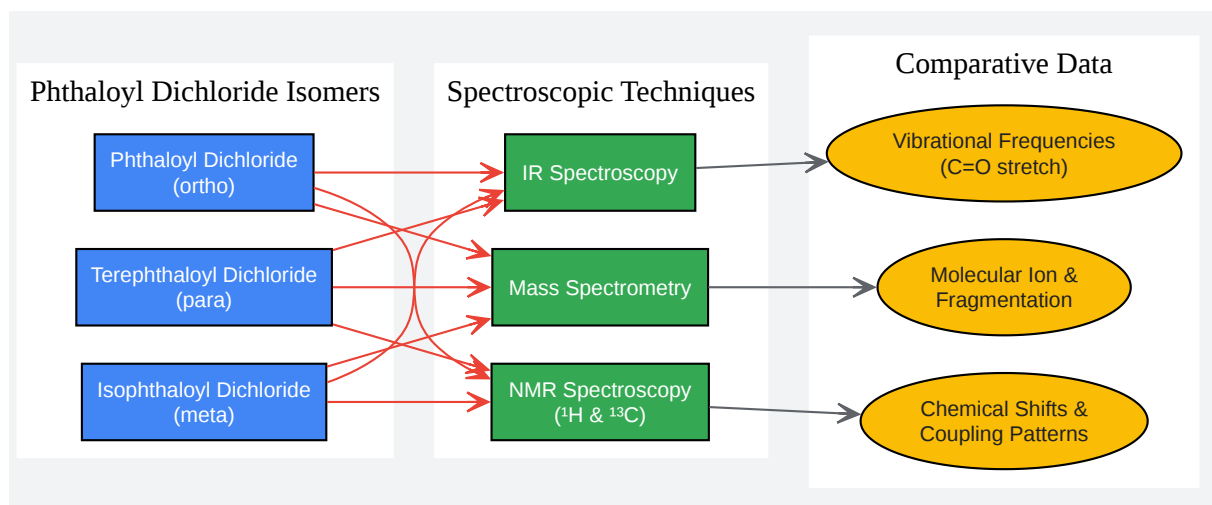 Phthaloyl Dichloride Isomers
Phthaloyl Dichloride
(ortho)
Terephthaloyl Dichloride
(para)
Isophthaloyl Dichloride
(meta)
Spectroscopic Techniques
IR Spectroscopy
Mass Spectrometry
NMR Spectroscopy
(¹H & ¹³C)
Comparative Data
Vibrational Frequencies
(C=O stretch)
Molecular Ion &
Fragmentation
Chemical Shifts &
Coupling Patterns